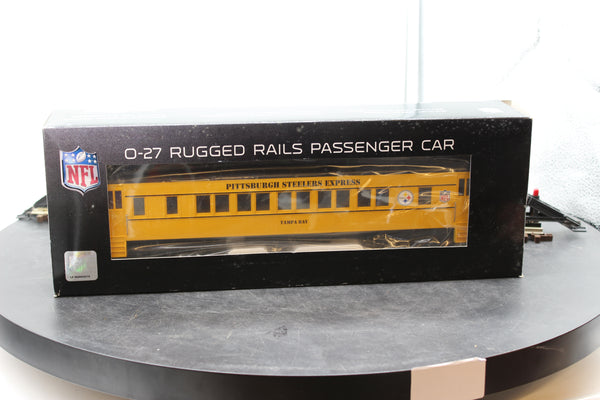 O-27 RUGGED RAILS PASSENGER CAR
NFL
PITTSBURGH STEELERS EXPRESS
TAMPA BAY